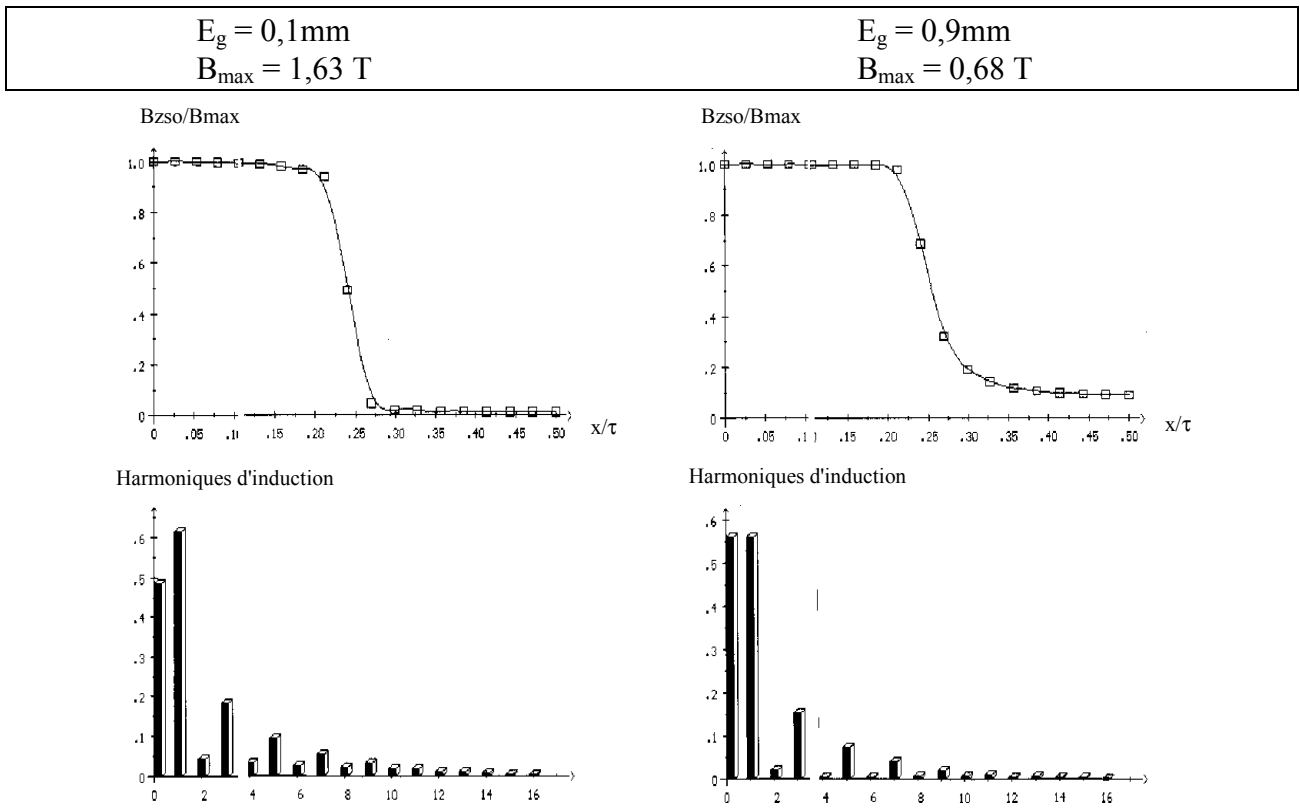 E_g = 0,1mm
B_max = 1,63 T
E_g = 0,9mm
B_max = 0,68 T
Bzso/Bmax
1.0
.8
.6
.4
.2
0
0 .05 .20 .25 .30 .35 .40 .45 .50
x/τ
Bzso/Bmax
1.0
.8
.6
.4
.2
0
0 .05 .15 .20 .25 .30 .35 .40 .45 .50
x/τ
Harmoniques d'induction
.6
.5
.4
.3
.2
.1
0
0 2 4 6 8 10 12 14 16
Harmoniques d'induction
.6
.5
.4
.3
.2
.1
0
0 2 4 6 8 10 12 14 16